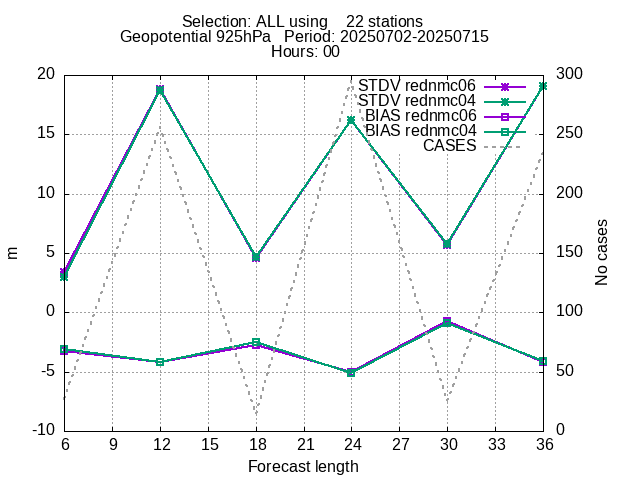 Selection: ALL using    22 stations
Geopotential 925hPa   Period: 20250702-20250715
Hours: 00
STDV rednmc06
STDV rednmc04
BIAS rednmc06
BIAS rednmc04
CASES
20
15
10
5
0
-5
-10
m
300
250
200
150
100
50
0
No cases
6 9 12 15 18 21 24 27 30 33 36
Forecast length